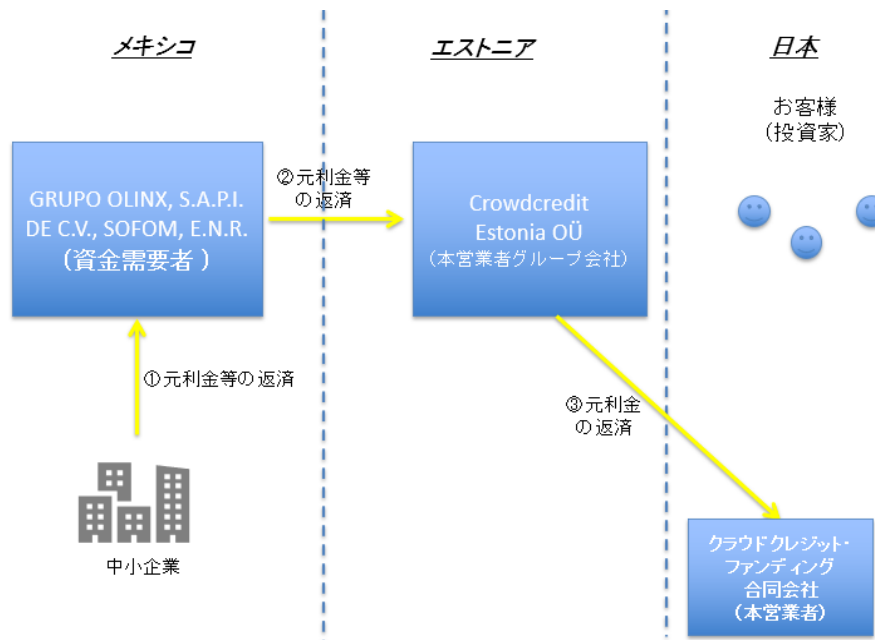 メキシコ
エストニア
日本
お客様
（投資家）
GRUPO OLINX, S.A.P.I.
DE C.V., SOFOM, E.N.R.
（資金需要者 ）
②元利金等
の返済
Crowdcredit
Estonia OÜ
（本営業者グループ会社）
①元利金等の返済
③元利金
の返済
中小企業
クラウドクレジット・
ファンディング
合同会社
（本営業者）